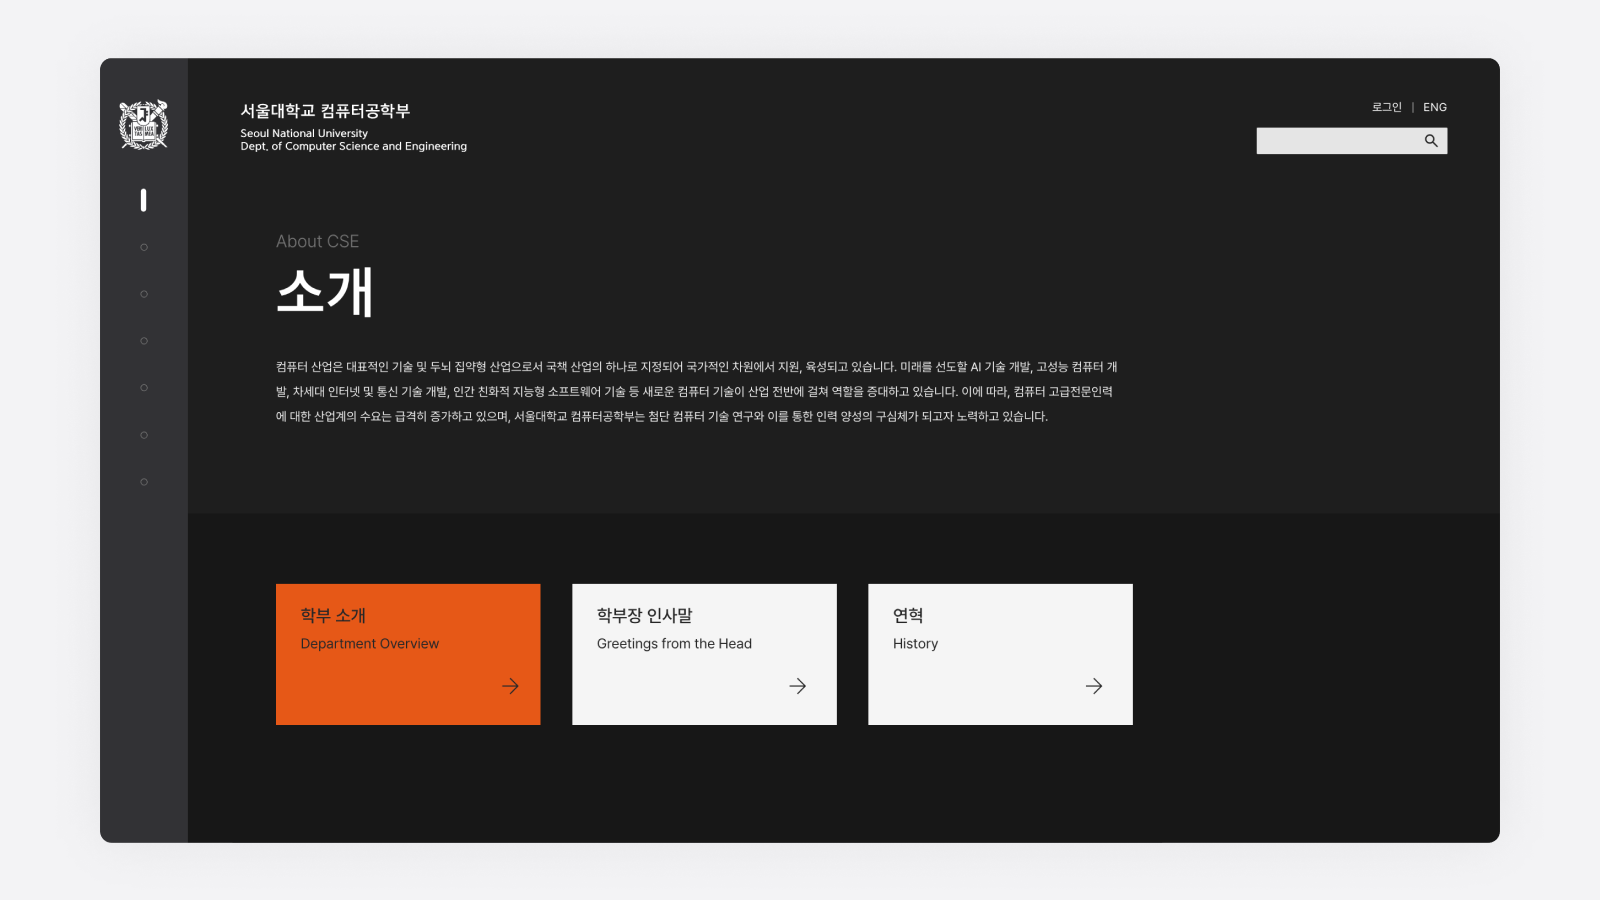 서울대학교 컴퓨터공학부
Seoul National University
Dept. of Computer Science and Engineering
로그인 | ENG
VERI LUX
TAS MEA
About CSE
소개
컴퓨터 산업은 대표적인 기술 및 두뇌 집약형 산업으로서 국책 산업의 하나로 지정되어 국가적인 차원에서 지원, 육성되고 있습니다. 미래를 선도할 AI 기술 개발, 고성능 컴퓨터 개
발, 차세대 인터넷 및 통신 기술 개발, 인간 친화적 지능형 소프트웨어 기술 등 새로운 컴퓨터 기술이 산업 전반에 걸쳐 역할을 증대하고 있습니다. 이에 따라, 컴퓨터 고급전문인력
에 대한 산업계의 수요는 급격히 증가하고 있으며, 서울대학교 컴퓨터공학부는 첨단 컴퓨터 기술 연구와 이를 통한 인력 양성의 구심체가 되고자 노력하고 있습니다.
학부 소개
Department Overview
학부장 인사말
Greetings from the Head
연혁
History